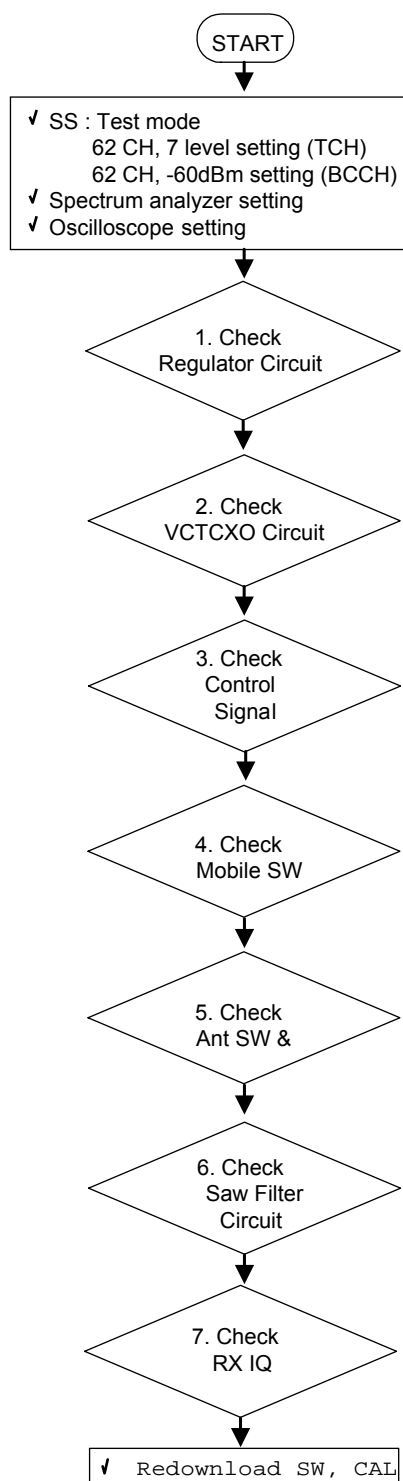 START
✓ SS : Test mode
62 CH, 7 level setting (TCH)
62 CH, -60dBm setting (BCCH)
✓ Spectrum analyzer setting
✓ Oscilloscope setting
1. Check
Regulator Circuit
2. Check
VCTCXO Circuit
3. Check
Control
Signal
4. Check
Mobile SW
5. Check
Ant SW &
6. Check
Saw Filter
Circuit
7. Check
RX IQ
✓ Redownload SW, CAL